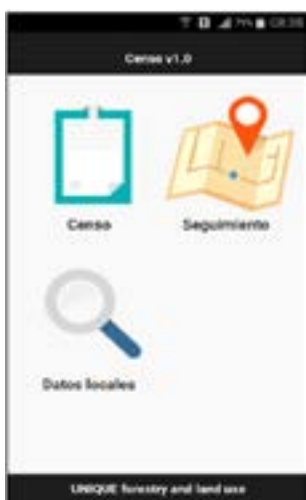 Censo v1.0
Censo
Seguimiento
Datos locales
UNIQUE forestry and land use